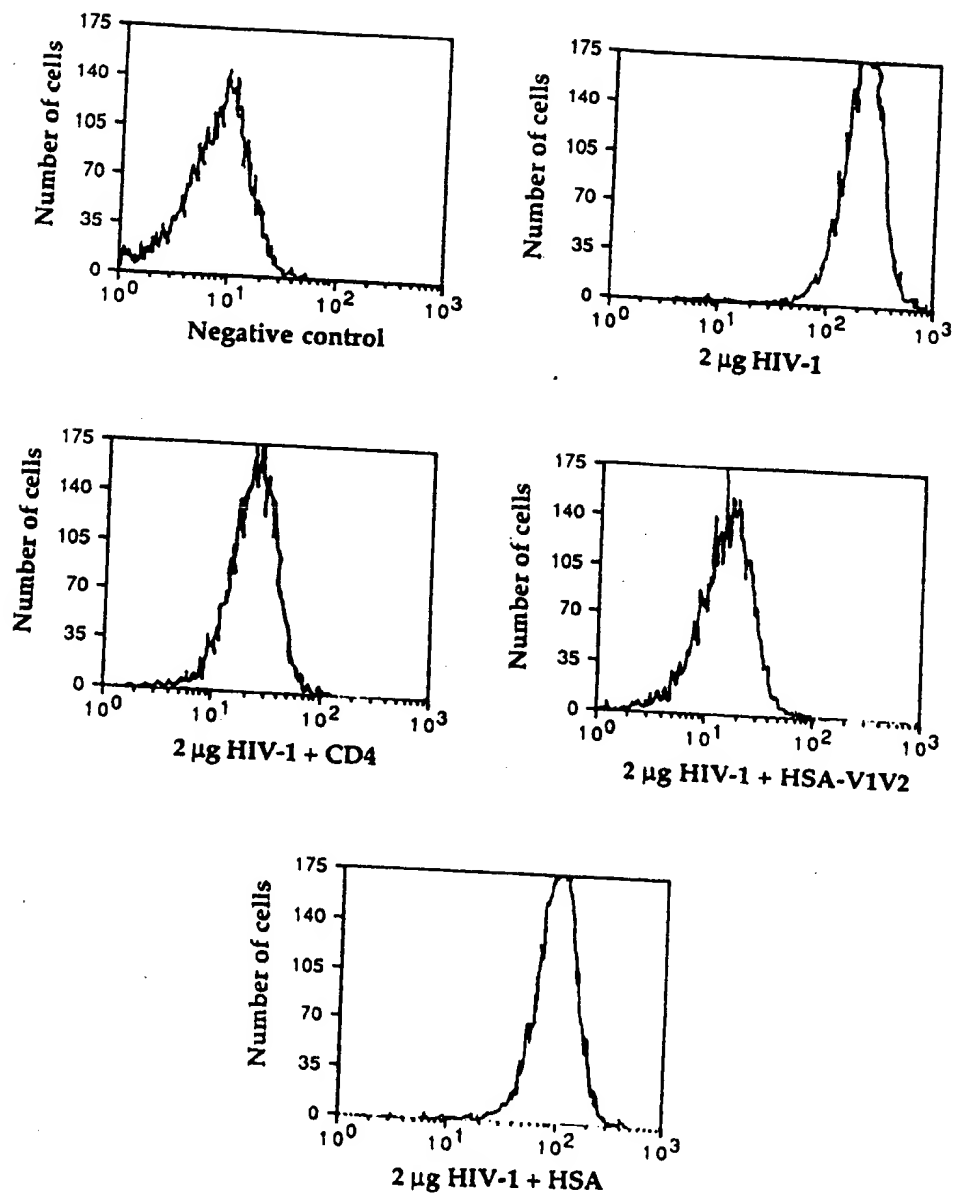 Number of cells
175
140
105
70
35
0
10^0 10^1 10^2 10^3
Negative control
Number of cells
175
140
105
70
35
0
10^0 10^1 10^2 10^3
2 µg HIV-1
Number of cells
175
140
105
70
35
0
10^0 10^1 10^2 10^3
2 µg HIV-1 + CD4
Number of cells
175
140
105
70
35
0
10^0 10^1 10^2 10^3
2 µg HIV-1 + HSA-V1V2
Number of cells
175
140
105
70
35
0
10^0 10^1 10^2 10^3
2 µg HIV-1 + HSA